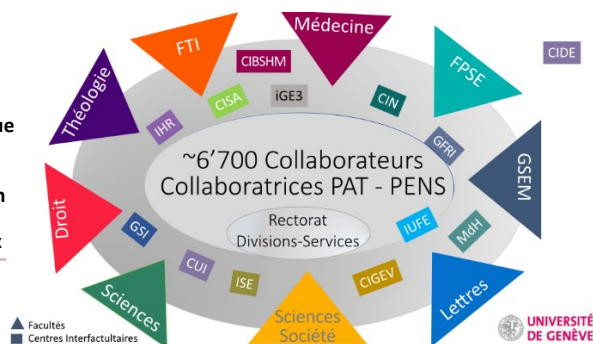 Médecine
FTI
CIBSHM
CIDE
FPSE
Théologie
CISA
iGE3
CIN
IHR
GFRI
ue
~6'700 Collaborateurs
Collaboratrices PAT - PENS
GSEM
n
Droit
Rectorat
Divisions-Services
GSI
IUFE
MdH
x
CUI
ISE
CIGEV
Sciences
Sciences
Société
Lettres
Facultés
Centres Interfacultaires
UNIVERSITÉ
DE GENÈVE